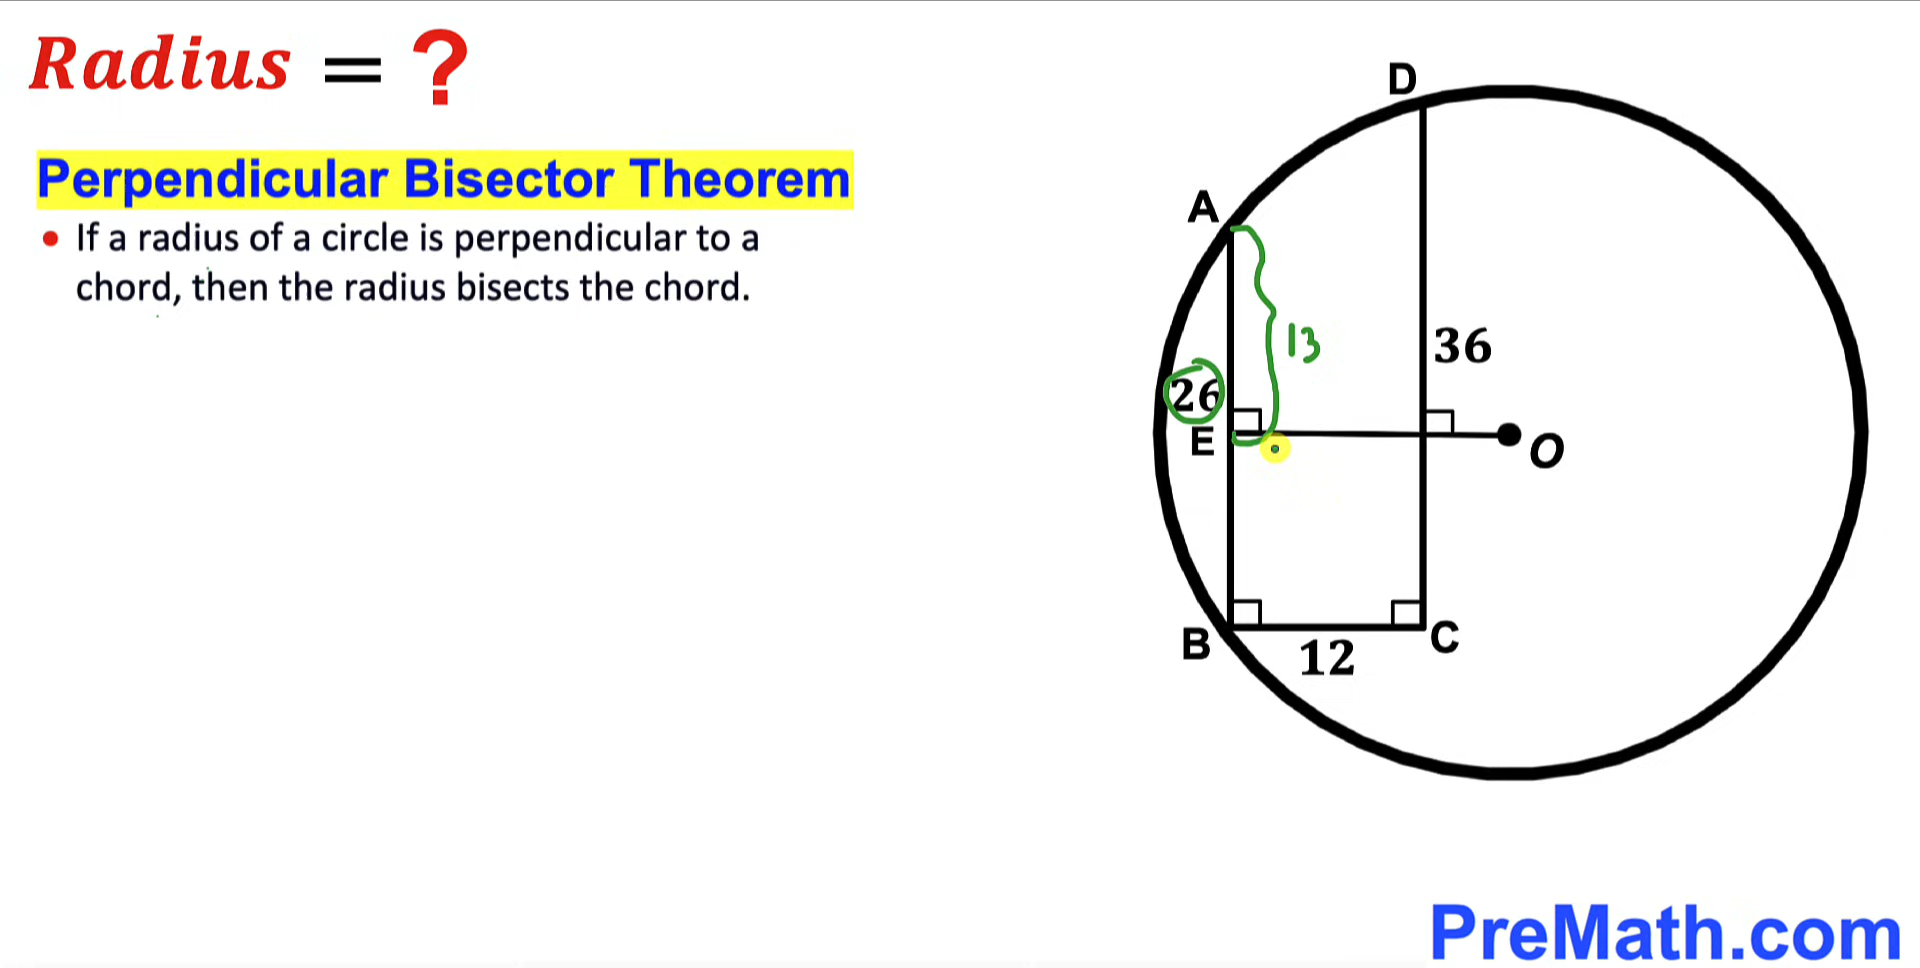 Radius = ?
Perpendicular Bisector Theorem
• If a radius of a circle is perpendicular to a
chord, then the radius bisects the chord.
D
A
13
36
26
E
O
B
C
12
PreMath.com